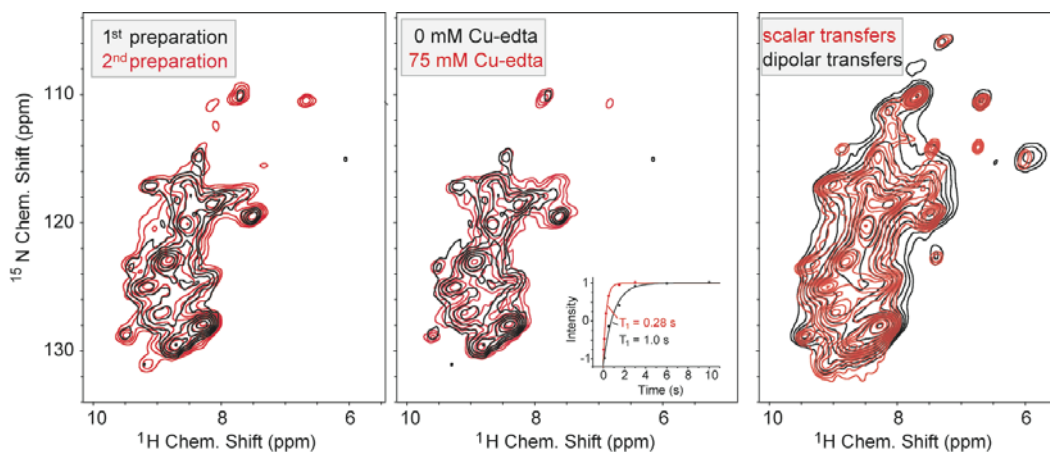 1st preparation
2nd preparation
0 mM Cu-edta
75 mM Cu-edta
scalar transfers
dipolar transfers
15 N Chem. Shift (ppm)
110
120
130
10 8 6
1H Chem. Shift (ppm)
Intensity
1
0
-1
T1 = 0.28 s
T1 = 1.0 s
0 2 4 6 8 10
Time (s)
10 8 6
1H Chem. Shift (ppm)
10 8 6
1H Chem. Shift (ppm)